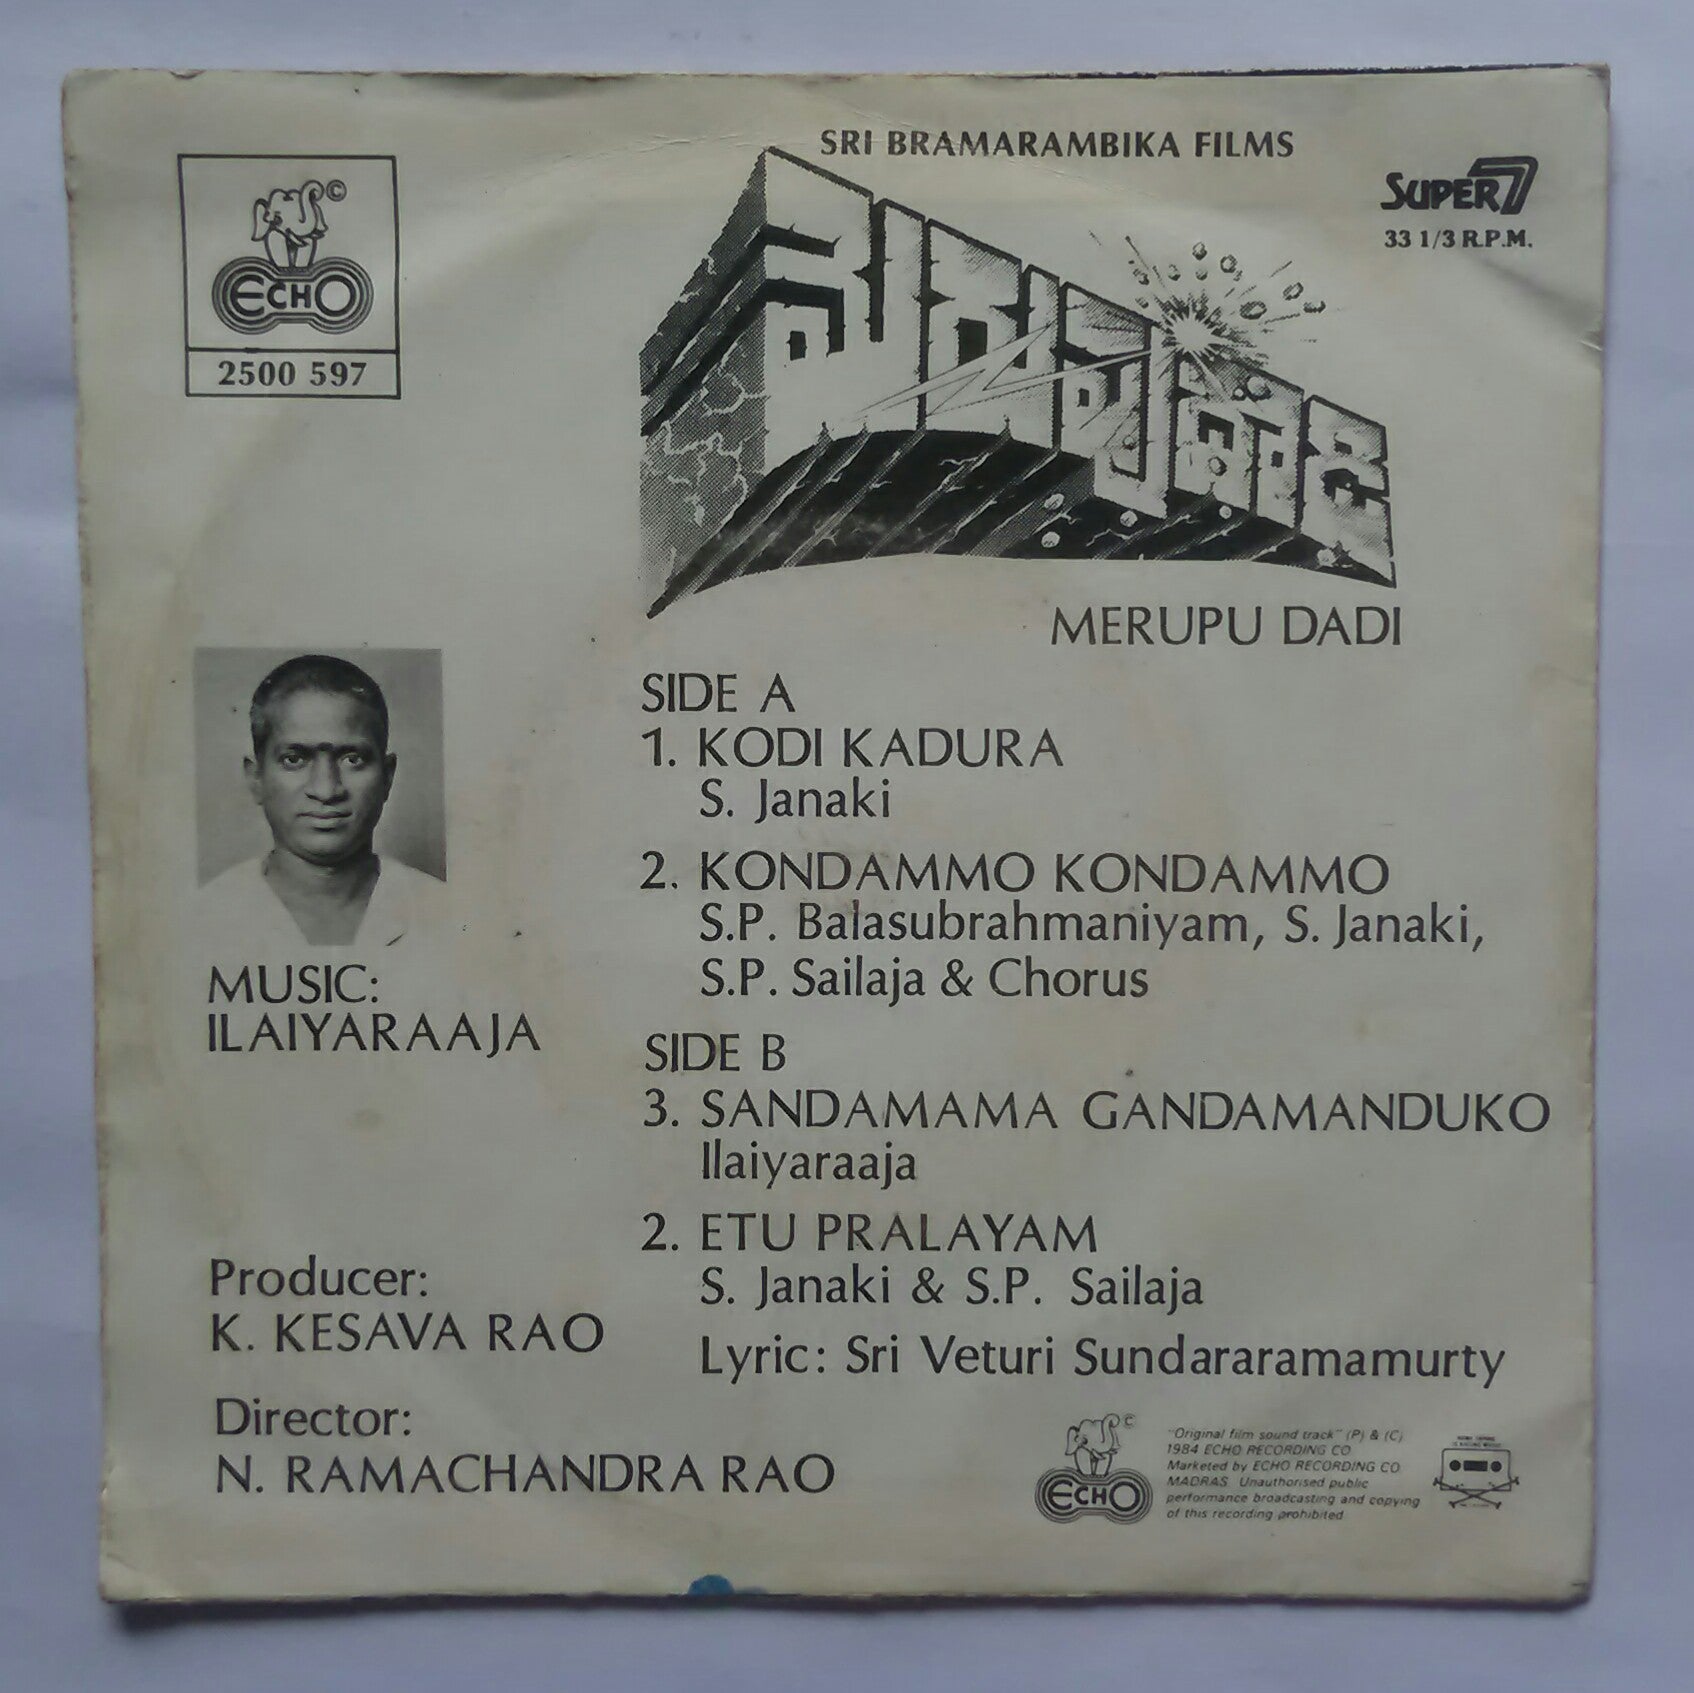 SRI BRAMARAMBIKA FILMS
SUPER 7
33 1/3 R.P.M.
©
ECHO
2500 597
మెరుపు దాడి
MERUPU DADI
SIDE A
1. KODI KADURA
S. Janaki
2. KONDAMMO KONDAMMO
S.P. Balasubrahmaniyam, S. Janaki,
S.P. Sailaja & Chorus
MUSIC:
ILAIYARAAJA
SIDE B
3. SANDAMAMA GANDAMANDUKO
Ilaiyaraaja
2. ETU PRALAYAM
S. Janaki & S.P. Sailaja
Lyric: Sri Veturi Sundararamamurty
Producer:
K. KESAVA RAO
Director:
N. RAMACHANDRA RAO
©
ECHO
"Original film sound track" (P) & (C)
1984 ECHO RECORDING CO
Marketed by ECHO RECORDING CO
MADRAS Unauthorised public
performance broadcasting and copying
of this recording prohibited